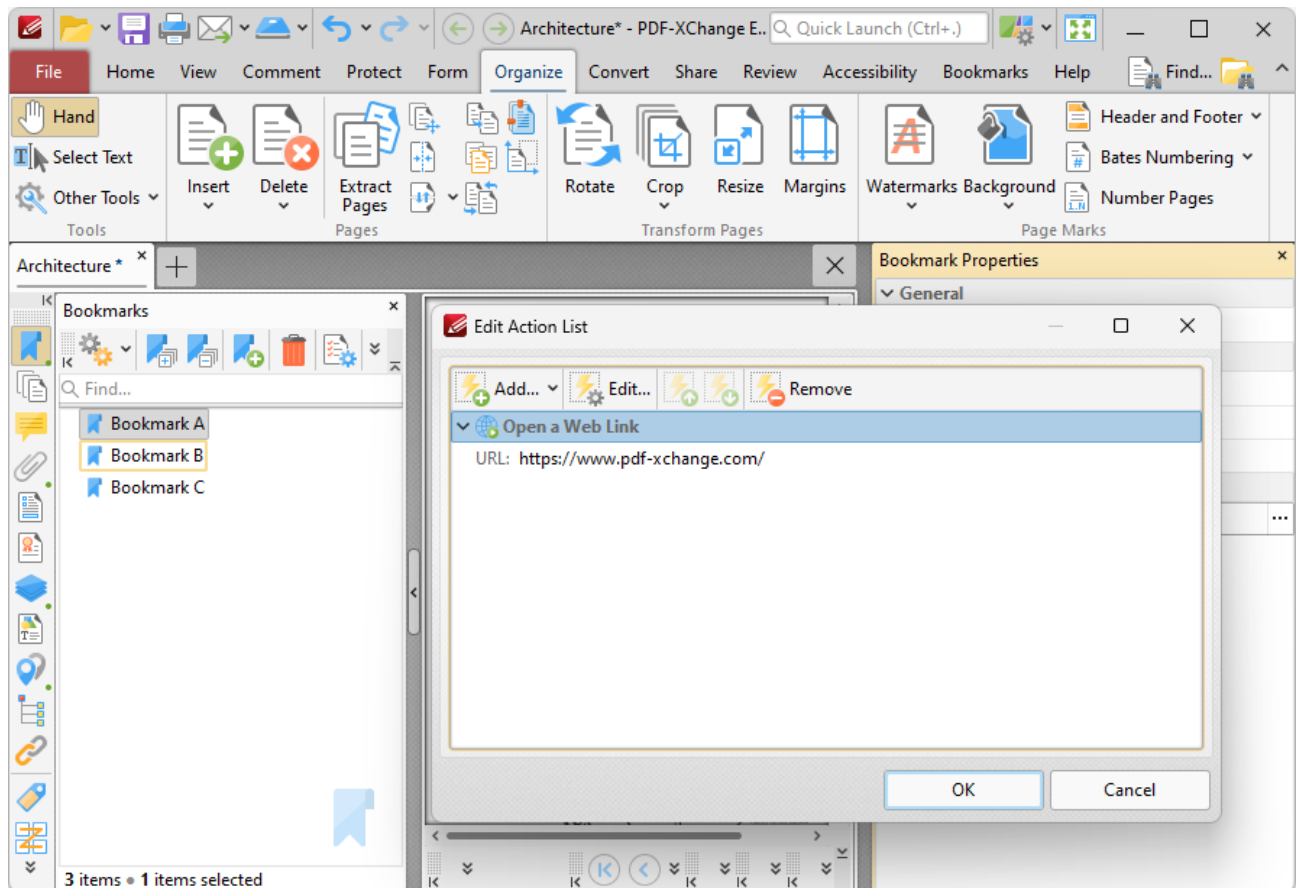 Architecture* - PDF-XChange E..
Quick Launch (Ctrl+.)
File Home View Comment Protect Form Organize Convert Share Review Accessibility Bookmarks Help Find...
Hand
Select Text
Other Tools
Tools
Insert
Delete
Extract Pages
Pages
Rotate
Crop
Resize
Margins
Transform Pages
Watermarks
Background
Header and Footer
Bates Numbering
Number Pages
Page Marks
Architecture *
Bookmarks
Find...
Bookmark A
Bookmark B
Bookmark C
3 items • 1 items selected
Bookmark Properties
General
Edit Action List
Add... Edit... Remove
Open a Web Link
URL: https://www.pdf-xchange.com/
OK Cancel